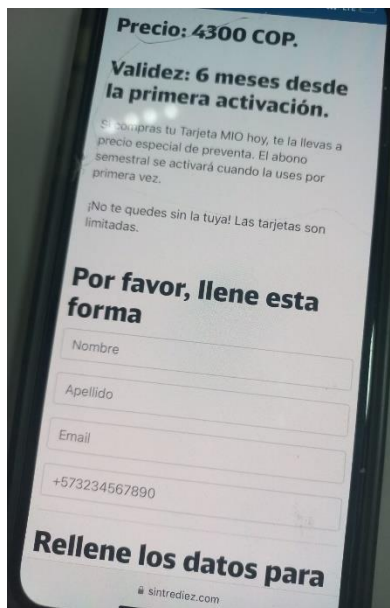 Precio: 4300 COP.
Validez: 6 meses desde
la primera activación.
Si compras tu Tarjeta MIO hoy, te la llevas a
precio especial de preventa. El abono
semestral se activará cuando la uses por
primera vez.
¡No te quedes sin la tuya! Las tarjetas son
limitadas.
Por favor, llene esta
forma
Nombre
Apellido
Email
+573234567890
Rellene los datos para
sintrediez.com